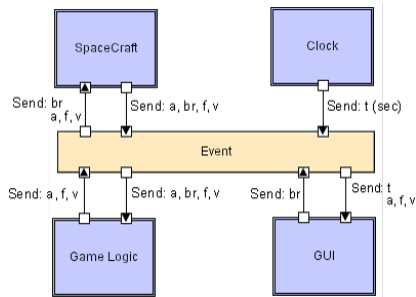 SpaceCraft
Clock
Send: br
a, f, v
Send: a, br, f, v
Send: t (sec)
Event
Send: a, f, v
Send: a, br, f, v
Send: br
Send: t
a, f, v
Game Logic
GUI